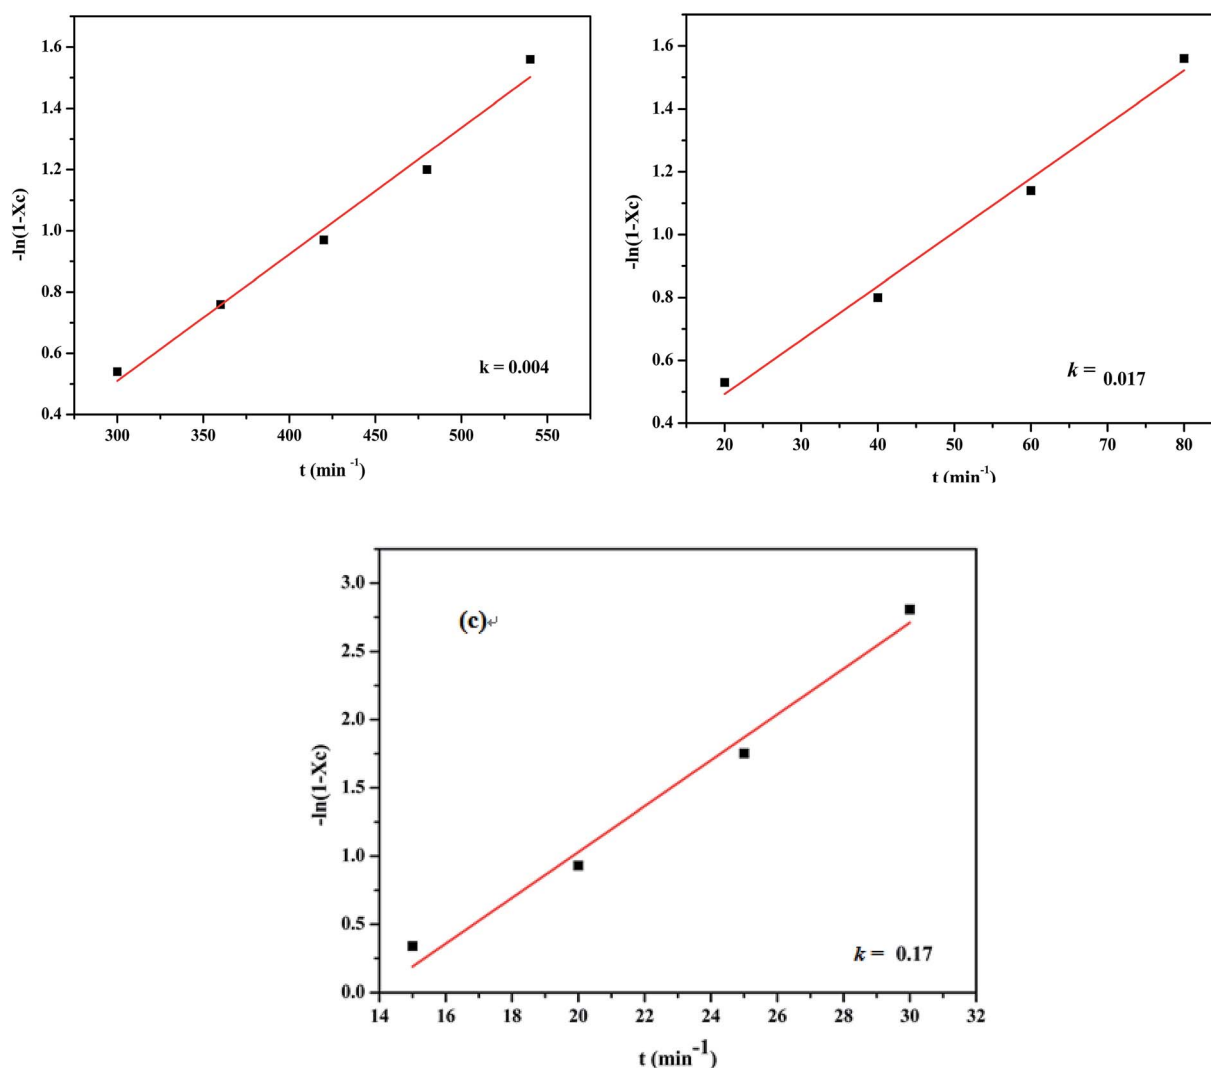 1.6
1.4
1.2
1.0
0.8
0.6
0.4
-ln(1-Xc)
k = 0.004
300 350 400 450 500 550
t (min -1)
1.6
1.4
1.2
1.0
0.8
0.6
0.4
-ln(1-Xc)
k = 0.017
20 30 40 50 60 70 80
t (min-1)
3.0
2.5
2.0
1.5
1.0
0.5
0.0
-ln(1-Xc)
(c)↵
k = 0.17
14 16 18 20 22 24 26 28 30 32
t (min-1)